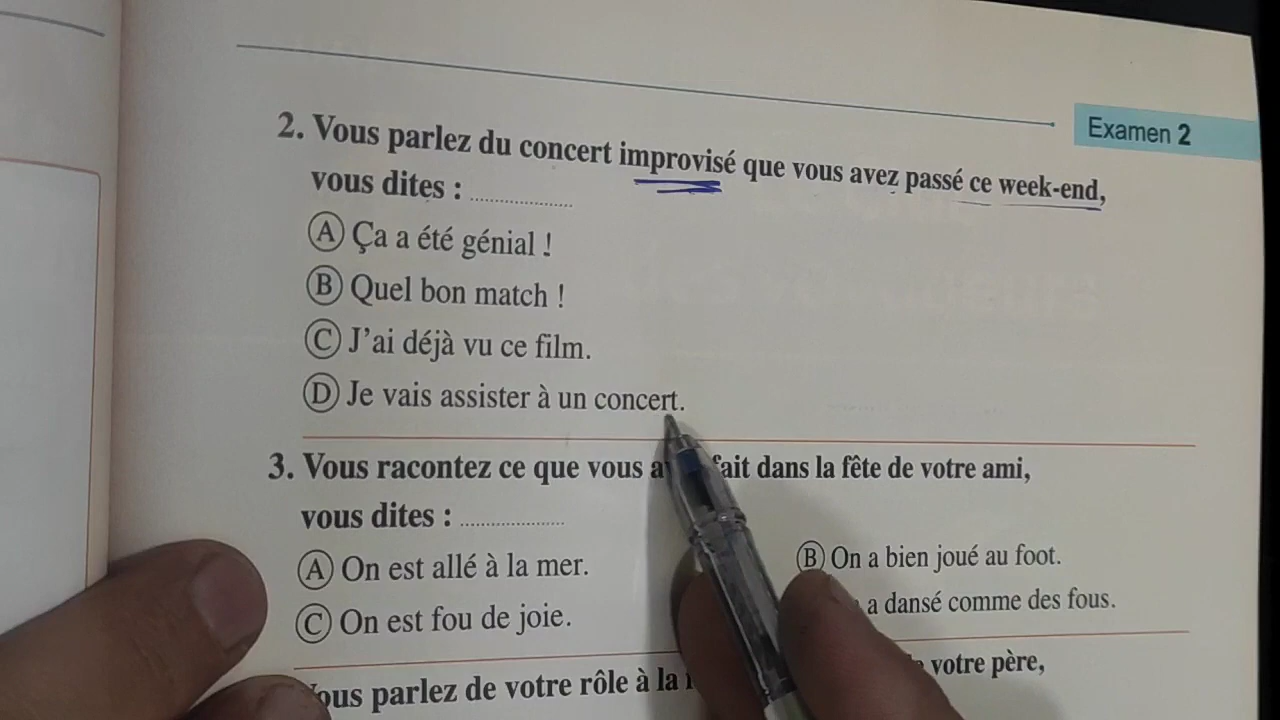 Examen 2
2. Vous parlez du concert improvisé que vous avez passé ce week-end,
vous dites : ....................
A Ça a été génial !
B Quel bon match !
C J'ai déjà vu ce film.
D Je vais assister à un concert.
3. Vous racontez ce que vous a fait dans la fête de votre ami,
vous dites : ....................
A On est allé à la mer.
B On a bien joué au foot.
C On est fou de joie.
a dansé comme des fous.
ous parlez de votre rôle à la votre père,